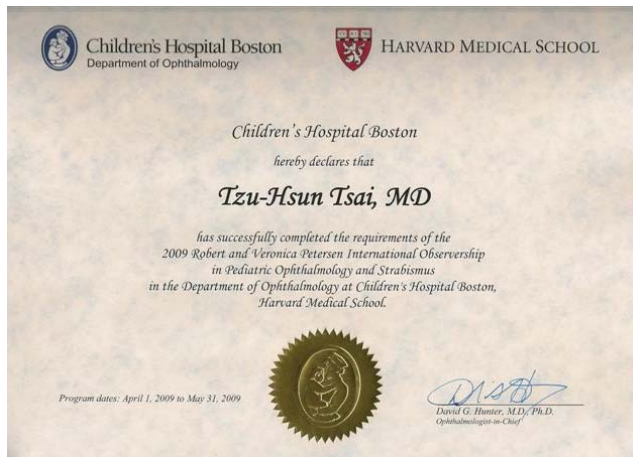 Children's Hospital Boston
Department of Ophthalmology
HARVARD MEDICAL SCHOOL
Children's Hospital Boston
hereby declares that
Tzu-Hsun Tsai, MD
has successfully completed the requirements of the
2009 Robert and Veronica Petersen International Observership
in Pediatric Ophthalmology and Strabismus
in the Department of Ophthalmology at Children's Hospital Boston,
Harvard Medical School.
Program dates: April 1, 2009 to May 31, 2009
David G. Hunter, M.D., Ph.D.
Ophthalmologist-in-Chief